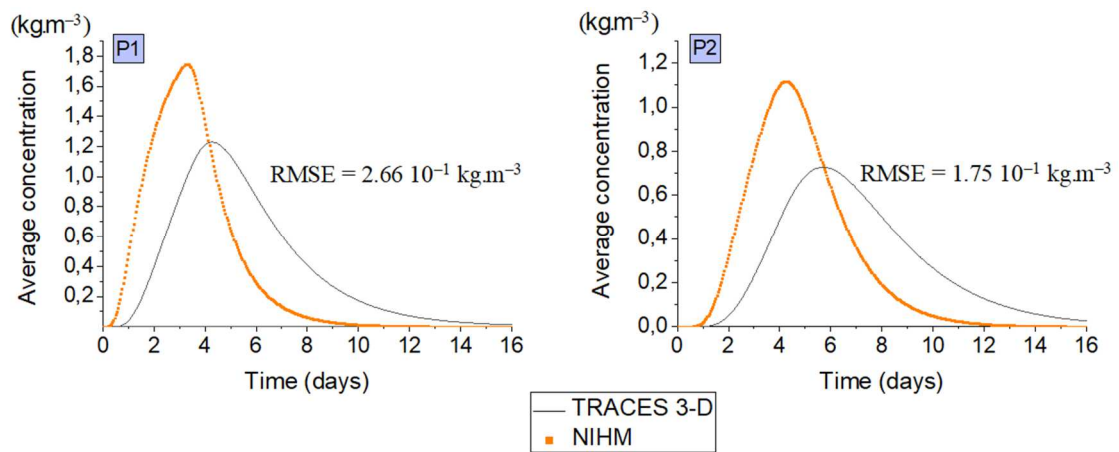 (kg.m–3)
P1
1,8
1,6
1,4
1,2
1,0
0,8
0,6
0,4
0,2
Average concentration
RMSE = 2.66 10–1 kg.m–3
0 2 4 6 8 10 12 14 16
Time (days)
(kg.m–3)
P2
1,2
1,0
0,8
0,6
0,4
0,2
0,0
Average concentration
RMSE = 1.75 10–1 kg.m–3
0 2 4 6 8 10 12 14 16
Time (days)
TRACES 3-D
NIHM